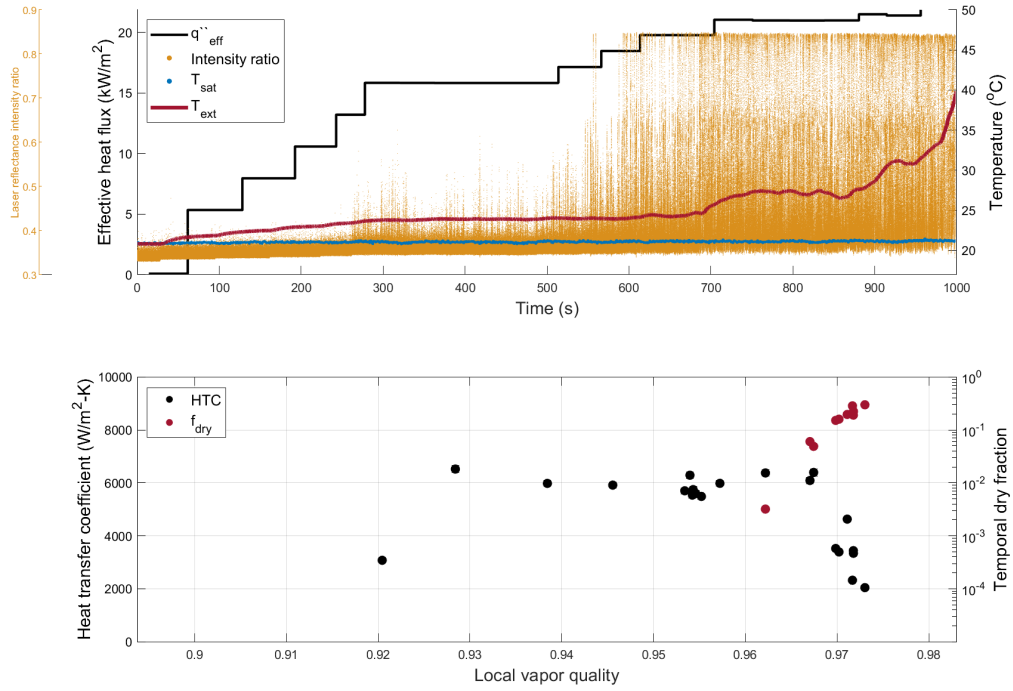 0.9
0.8
0.7
0.6
0.5
0.4
0.3
Laser reflectance intensity ratio
20
15
10
5
0
Effective heat flux (kW/m²)
q``eff
Intensity ratio
Tsat
Text
50
45
40
35
30
25
20
Temperature (°C)
0 100 200 300 400 500 600 700 800 900 1000
Time (s)
10000
8000
6000
4000
2000
0
Heat transfer coefficient (W/m²-K)
HTC
fdry
10⁰
10⁻¹
10⁻²
10⁻³
10⁻⁴
Temporal dry fraction
0.9 0.91 0.92 0.93 0.94 0.95 0.96 0.97 0.98
Local vapor quality